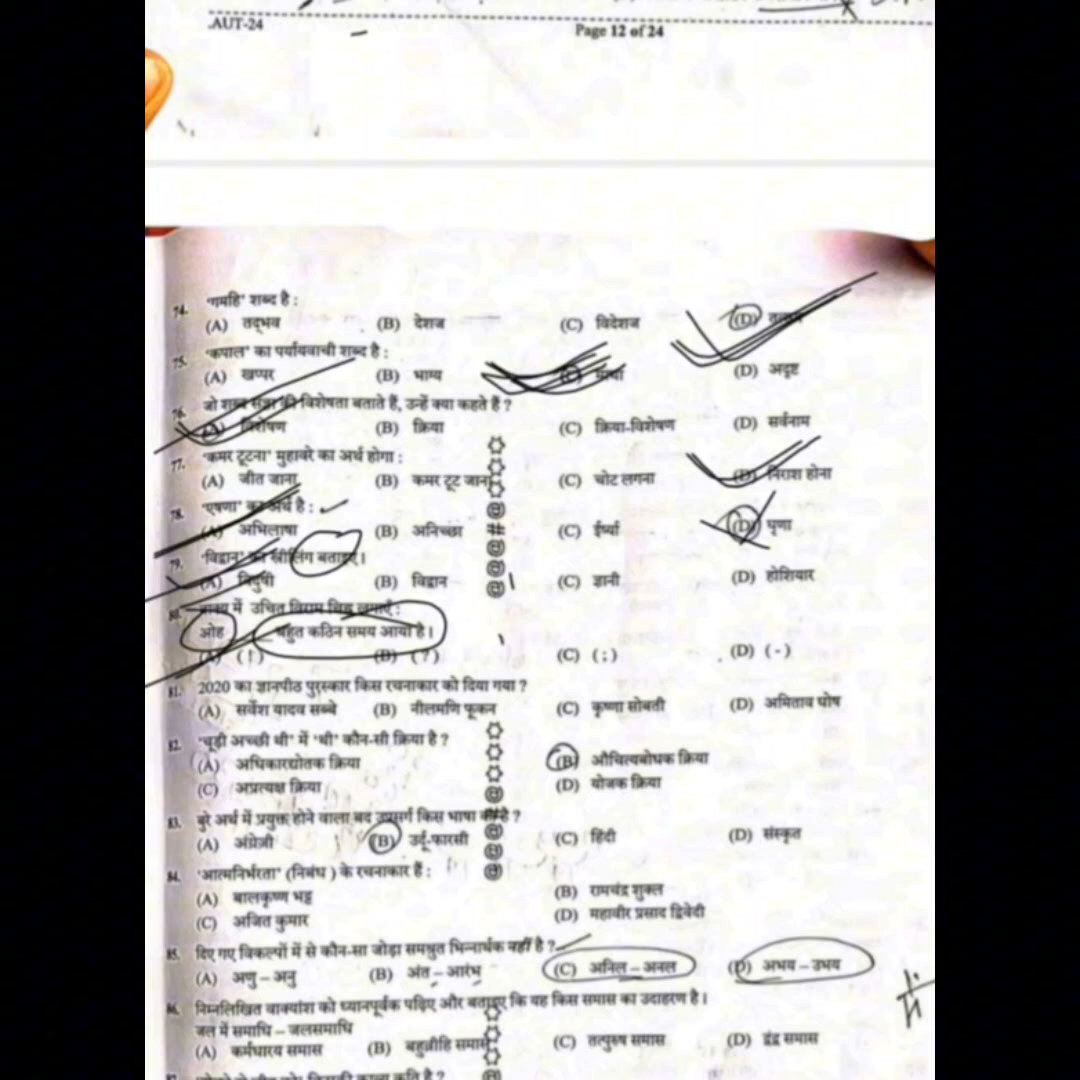 AUT-24 Page 12 of 24
74. 'गमहि' शब्द है :
(A) तद्भव (B) देशज (C) विदेशज (D)
75. 'कपाल' का पर्यायवाची शब्द है :
(A) खप्पर (B) भाग्य (C) माथा (D) अदृष्ट
76. जो शब्द संज्ञा की विशेषता बताते हैं, उन्हें क्या कहते हैं ?
(A) विशेषण (B) क्रिया (C) क्रिया-विशेषण (D) सर्वनाम
77. 'कमर टूटना' मुहावरे का अर्थ होगा :
(A) जीत जाना (B) कमर टूट जाना (C) चोट लगना (D) निराश होना
78. 'एषणा' का अर्थ है :
(A) अभिलाषा (B) अनिच्छा (C) ईर्ष्या (D) घृणा
79. 'विद्वान' का स्त्रीलिंग बताइए।
(A) विदुषी (B) विद्वान (C) ज्ञानी (D) होशियार
80. वाक्य में उचित विराम चिह्न लगाएँ :
ओह बहुत कठिन समय आया है।
(A) (!) (B) (?) (C) (;) (D) (-)
81. 2020 का ज्ञानपीठ पुरस्कार किस रचनाकार को दिया गया ?
(A) सर्वेश यादव सब्बे (B) नीलमणि फूकन (C) कृष्णा सोबती (D) अमिताव घोष
82. 'चूड़ी अच्छी थी' में 'थी' कौन-सी क्रिया है ?
(A) अधिकारद्योतक क्रिया (B) औचित्यबोधक क्रिया
(C) अप्रत्यक्ष क्रिया (D) योजक क्रिया
83. बुरे अर्थ में प्रयुक्त होने वाला बद उपसर्ग किस भाषा का है ?
(A) अंग्रेज़ी (B) उर्दू-फारसी (C) हिंदी (D) संस्कृत
84. 'आत्मनिर्भरता' (निबंध ) के रचनाकार हैं :
(A) बालकृष्ण भट्ट (B) रामचंद्र शुक्ल
(C) अजित कुमार (D) महावीर प्रसाद द्विवेदी
85. दिए गए विकल्पों में से कौन-सा जोड़ा समश्रुत भिन्नार्थक नहीं है ?
(A) अणु – अनु (B) अंत – आरंभ (C) अनिल – अनल (D) अभय – उभय
86. निम्नलिखित वाक्यांश को ध्यानपूर्वक पढ़िए और बताइए कि यह किस समास का उदाहरण है।
जल में समाधि – जलसमाधि
(A) कर्मधारय समास (B) बहुव्रीहि समास (C) तत्पुरुष समास (D) द्वंद्व समास